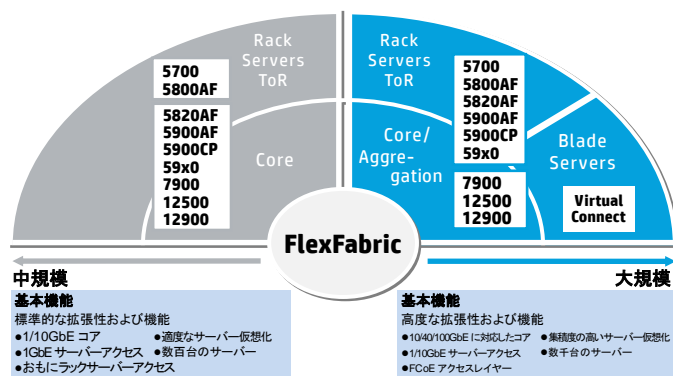 Rack
Servers
ToR
5700
5800AF
5820AF
5900AF
5900CP
59x0
7900
12500
12900
Core
Rack
Servers
ToR
5700
5800AF
5820AF
5900AF
5900CP
59x0
Core/
Aggre-
gation
7900
12500
12900
Blade
Servers
Virtual
Connect
FlexFabric
中規模
大規模
基本機能
標準的な拡張性および機能
●1/10GbE コア ●適度なサーバー仮想化
●1GbE サーバーアクセス ●数百台のサーバー
●おもにラックサーバーアクセス
基本機能
高度な拡張性および機能
●10/40/100GbE に対応したコア ●集積度の高いサーバー仮想化
●1/10GbE サーバーアクセス ●数千台のサーバー
●FCoE アクセスレイヤー